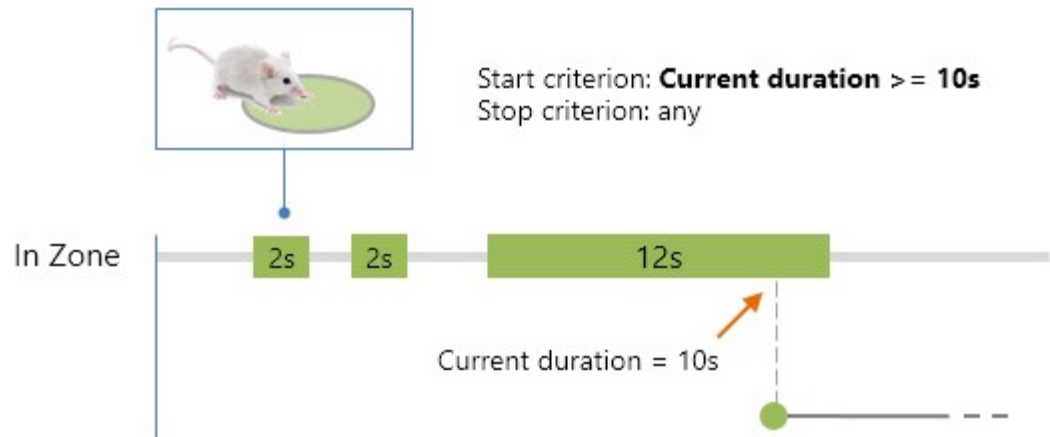 Start criterion: Current duration >= 10s
Stop criterion: any
In Zone
2s
2s
12s
Current duration = 10s